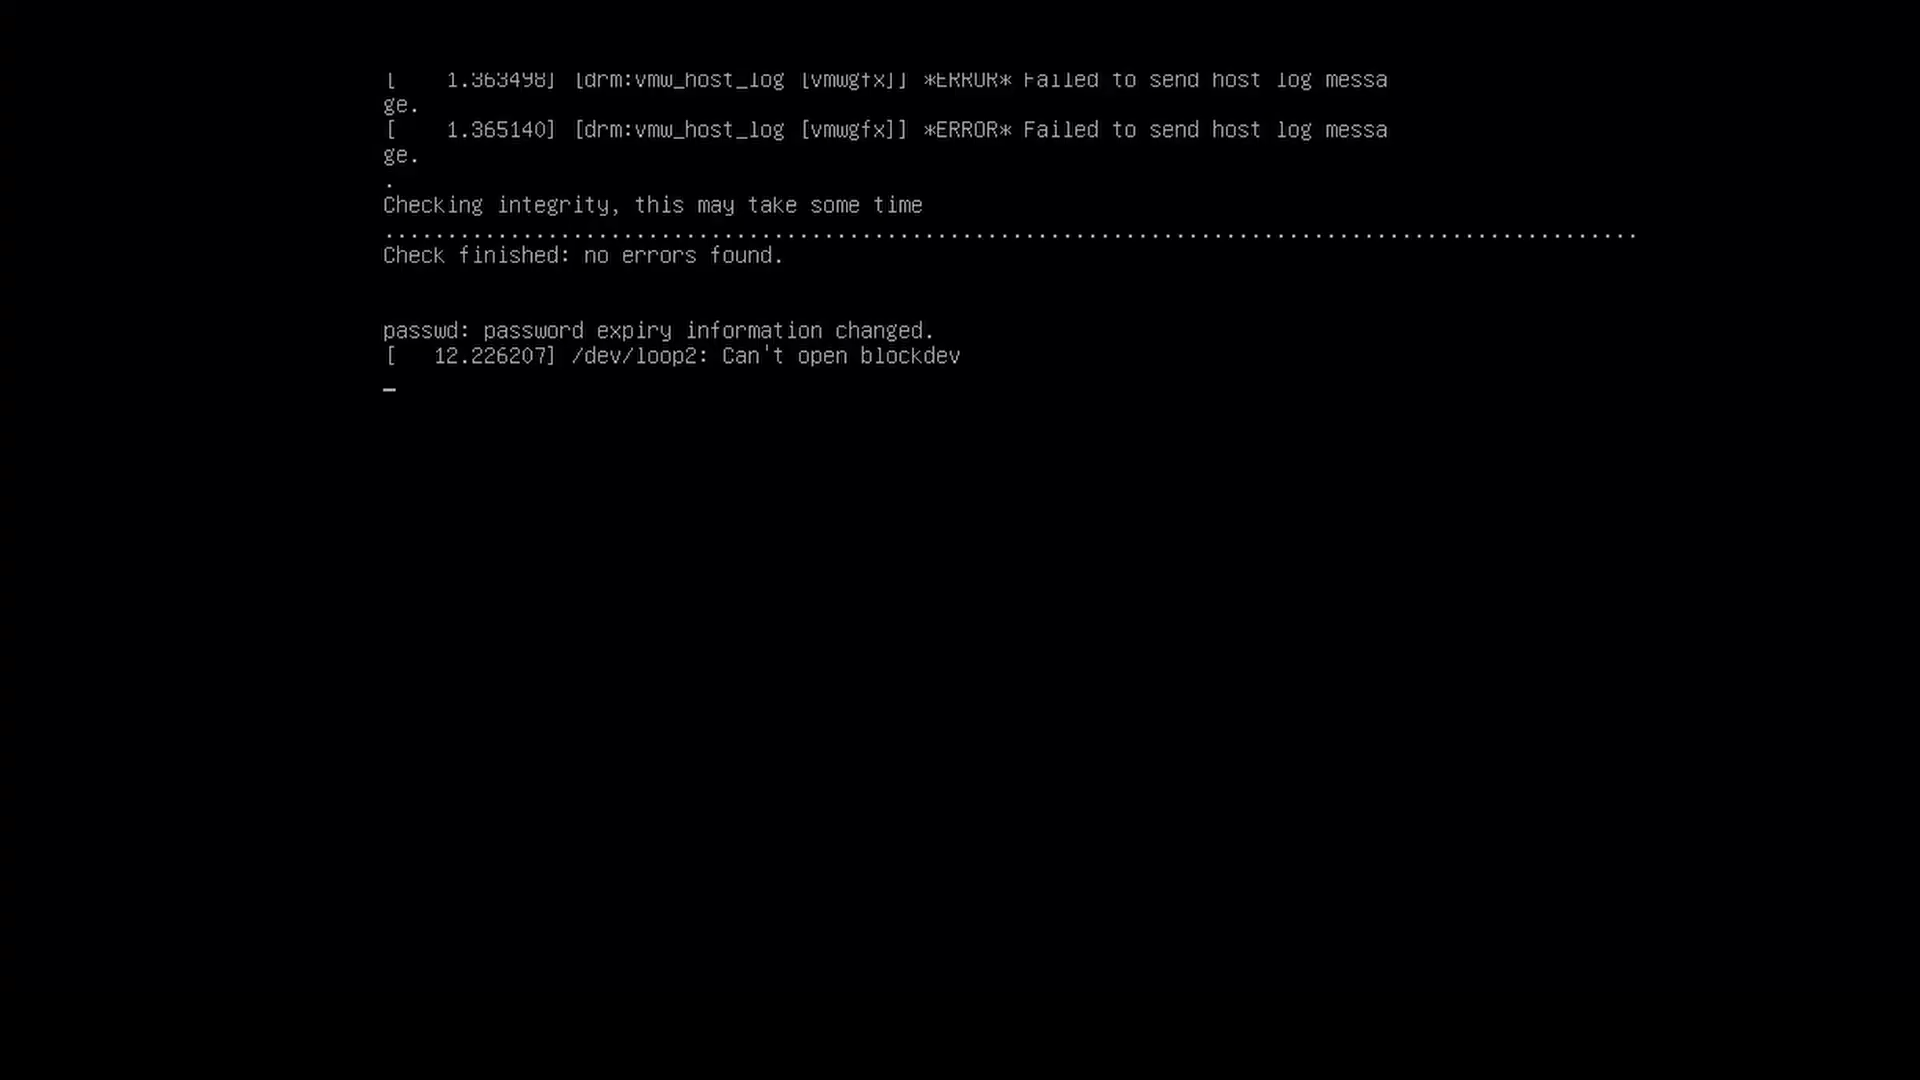 [    1.363498] [drm:vmw_host_log [vmwgfx]] *ERROR* Failed to send host log messa
ge.
[    1.365140] [drm:vmw_host_log [vmwgfx]] *ERROR* Failed to send host log messa
ge.
.
Checking integrity, this may take some time
....................................................................................................
Check finished: no errors found.
passwd: password expiry information changed.
[   12.226207] /dev/loop2: Can't open blockdev
_